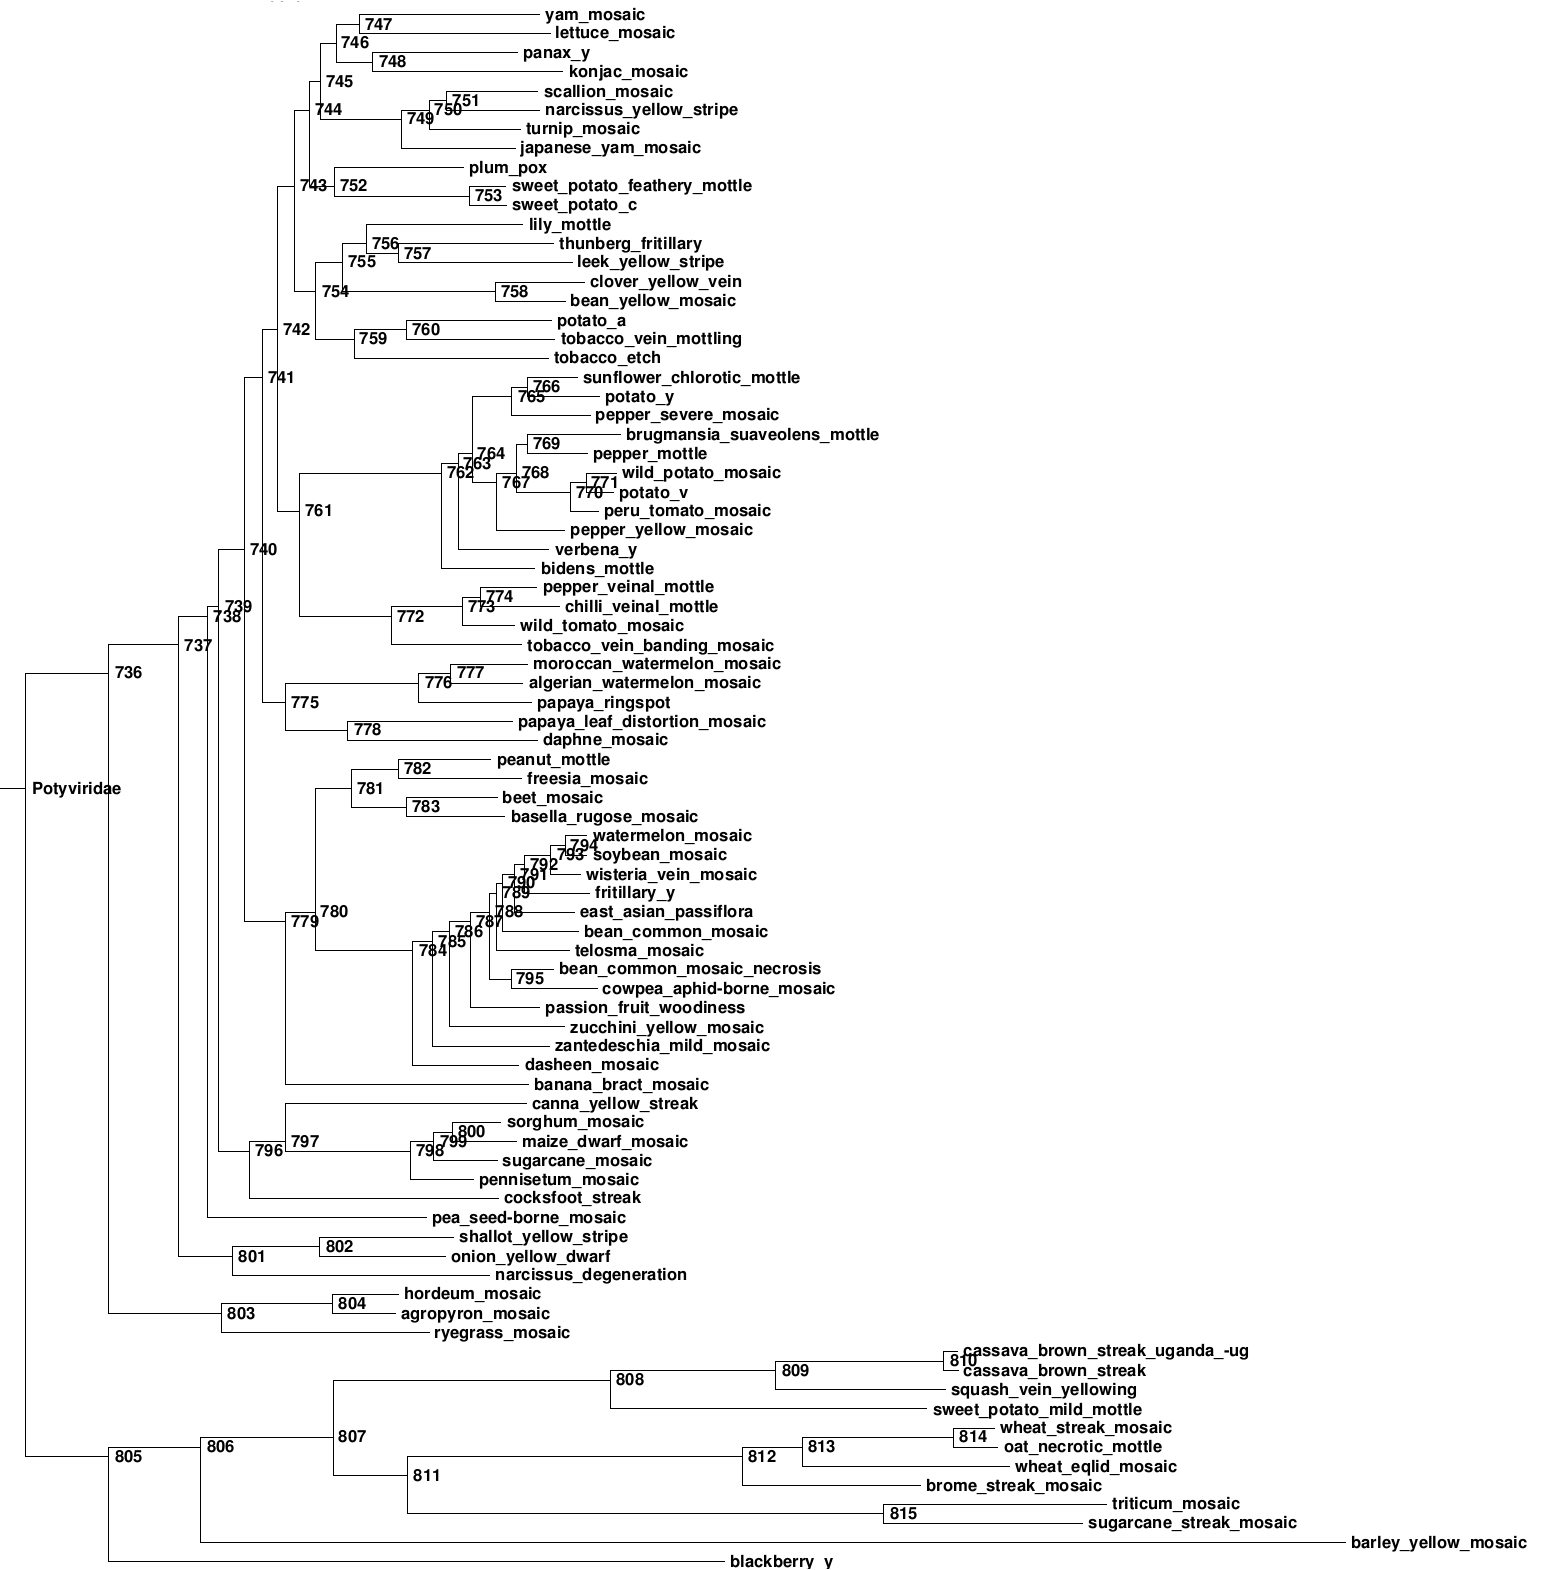 yam_mosaic
747
lettuce_mosaic
746
panax_y
748
konjac_mosaic
745
scallion_mosaic
751
744
750
narcissus_yellow_stripe
749
turnip_mosaic
japanese_yam_mosaic
plum_pox
743
752
sweet_potato_feathery_mottle
753
sweet_potato_c
lily_mottle
756
thunberg_fritillary
757
755
leek_yellow_stripe
clover_yellow_vein
754
758
bean_yellow_mosaic
potato_a
742
760
759
tobacco_vein_mottling
tobacco_etch
741
sunflower_chlorotic_mottle
766
765
potato_y
pepper_severe_mosaic
brugmansia_suaveolens_mottle
769
764
pepper_mottle
763
762
768
wild_potato_mosaic
767
771
770
potato_v
761
peru_tomato_mosaic
pepper_yellow_mosaic
740
verbena_y
bidens_mottle
pepper_veinal_mottle
774
739
773
chilli_veinal_mottle
738
772
wild_tomato_mosaic
737
tobacco_vein_banding_mosaic
moroccan_watermelon_mosaic
736
777
776
algerian_watermelon_mosaic
775
papaya_ringspot
papaya_leaf_distortion_mosaic
778
daphne_mosaic
peanut_mottle
782
freesia_mosaic
Potyviridae
781
beet_mosaic
783
basella_rugose_mosaic
watermelon_mosaic
794
793
soybean_mosaic
792
791
wisteria_vein_mosaic
790
789
fritillary_y
780
788
east_asian_passiflora
779
787
786
bean_common_mosaic
785
784
telosma_mosaic
bean_common_mosaic_necrosis
795
cowpea_aphid-borne_mosaic
passion_fruit_woodiness
zucchini_yellow_mosaic
zantedeschia_mild_mosaic
dasheen_mosaic
banana_bract_mosaic
canna_yellow_streak
sorghum_mosaic
800
797
799
maize_dwarf_mosaic
796
798
sugarcane_mosaic
pennisetum_mosaic
cocksfoot_streak
pea_seed-borne_mosaic
shallot_yellow_stripe
802
801
onion_yellow_dwarf
narcissus_degeneration
hordeum_mosaic
804
803
agropyron_mosaic
ryegrass_mosaic
cassava_brown_streak_uganda_-ug
810
809
cassava_brown_streak
808
squash_vein_yellowing
sweet_potato_mild_mottle
wheat_streak_mosaic
807
814
806
813
oat_necrotic_mottle
805
812
wheat_eqlid_mosaic
811
brome_streak_mosaic
triticum_mosaic
815
sugarcane_streak_mosaic
barley_yellow_mosaic
blackberry_y